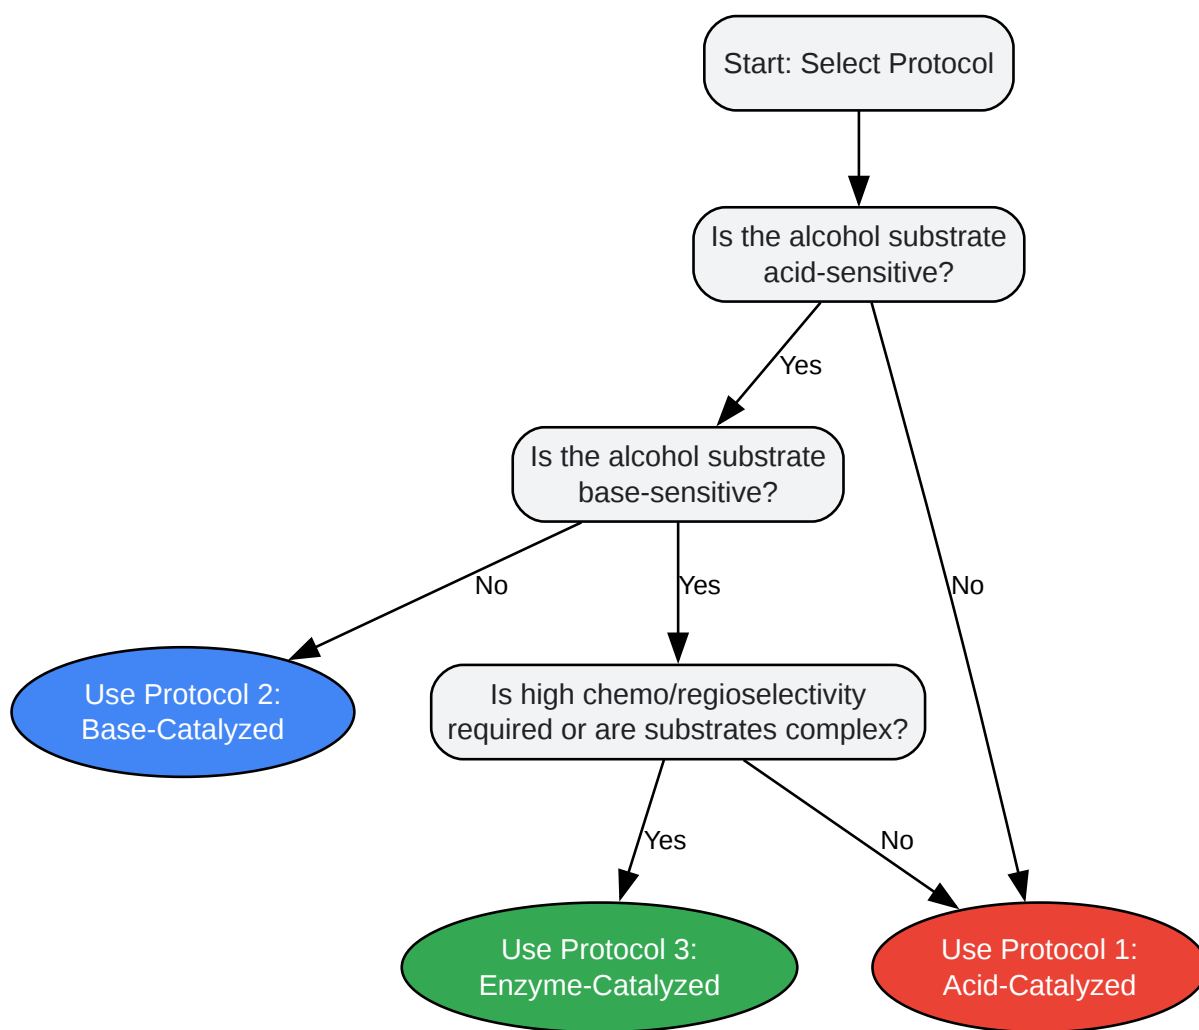 Start: Select Protocol
Is the alcohol substrate
acid-sensitive?
Yes
Is the alcohol substrate
base-sensitive?
No
Yes
No
Use Protocol 2:
Base-Catalyzed
Is high chemo/regioselectivity
required or are substrates complex?
Yes
No
Use Protocol 3:
Enzyme-Catalyzed
Use Protocol 1:
Acid-Catalyzed